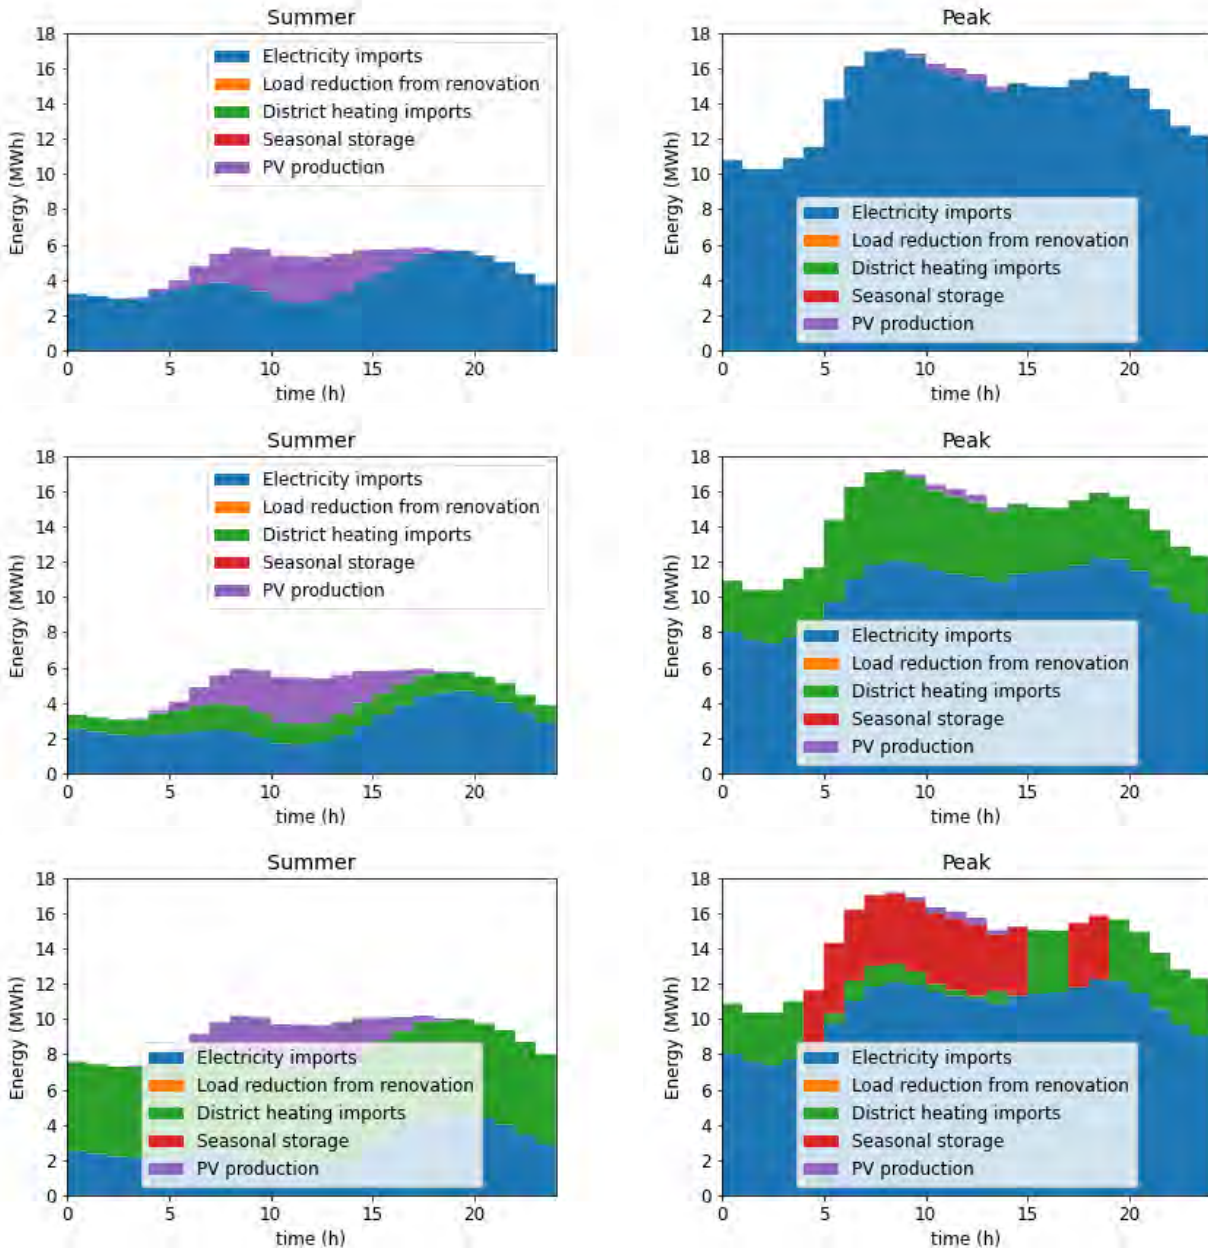 Summer
Peak
Energy (MWh)
18
16
14
12
10
8
6
4
2
0
Electricity imports
Load reduction from renovation
District heating imports
Seasonal storage
PV production
0 5 10 15 20
time (h)
Energy (MWh)
18
16
14
12
10
8
6
4
2
0
Electricity imports
Load reduction from renovation
District heating imports
Seasonal storage
PV production
0 5 10 15 20
time (h)
Summer
Peak
Energy (MWh)
18
16
14
12
10
8
6
4
2
0
Electricity imports
Load reduction from renovation
District heating imports
Seasonal storage
PV production
0 5 10 15 20
time (h)
Energy (MWh)
18
16
14
12
10
8
6
4
2
0
Electricity imports
Load reduction from renovation
District heating imports
Seasonal storage
PV production
0 5 10 15 20
time (h)
Summer
Peak
Energy (MWh)
18
16
14
12
10
8
6
4
2
0
Electricity imports
Load reduction from renovation
District heating imports
Seasonal storage
PV production
0 5 10 15 20
time (h)
Energy (MWh)
18
16
14
12
10
8
6
4
2
0
Electricity imports
Load reduction from renovation
District heating imports
Seasonal storage
PV production
0 5 10 15 20
time (h)